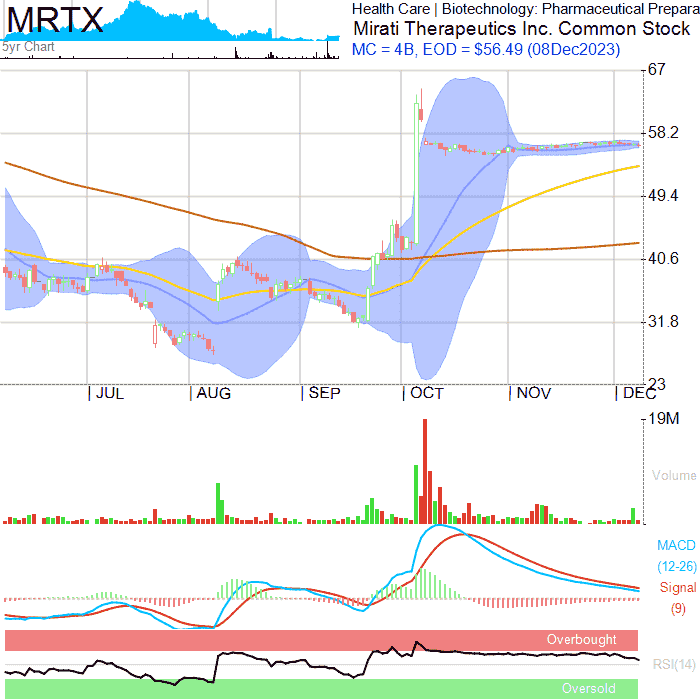 MRTX
5yr Chart
Health Care | Biotechnology: Pharmaceutical Prepara
Mirati Therapeutics Inc. Common Stock
MC = 4B, EOD = $56.49 (08Dec2023)
67
58.2
49.4
40.6
31.8
23
JUL
AUG
SEP
OCT
NOV
DEC
19M
Volume
MACD
(12-26)
Signal
(9)
Overbought
RSI(14)
Oversold